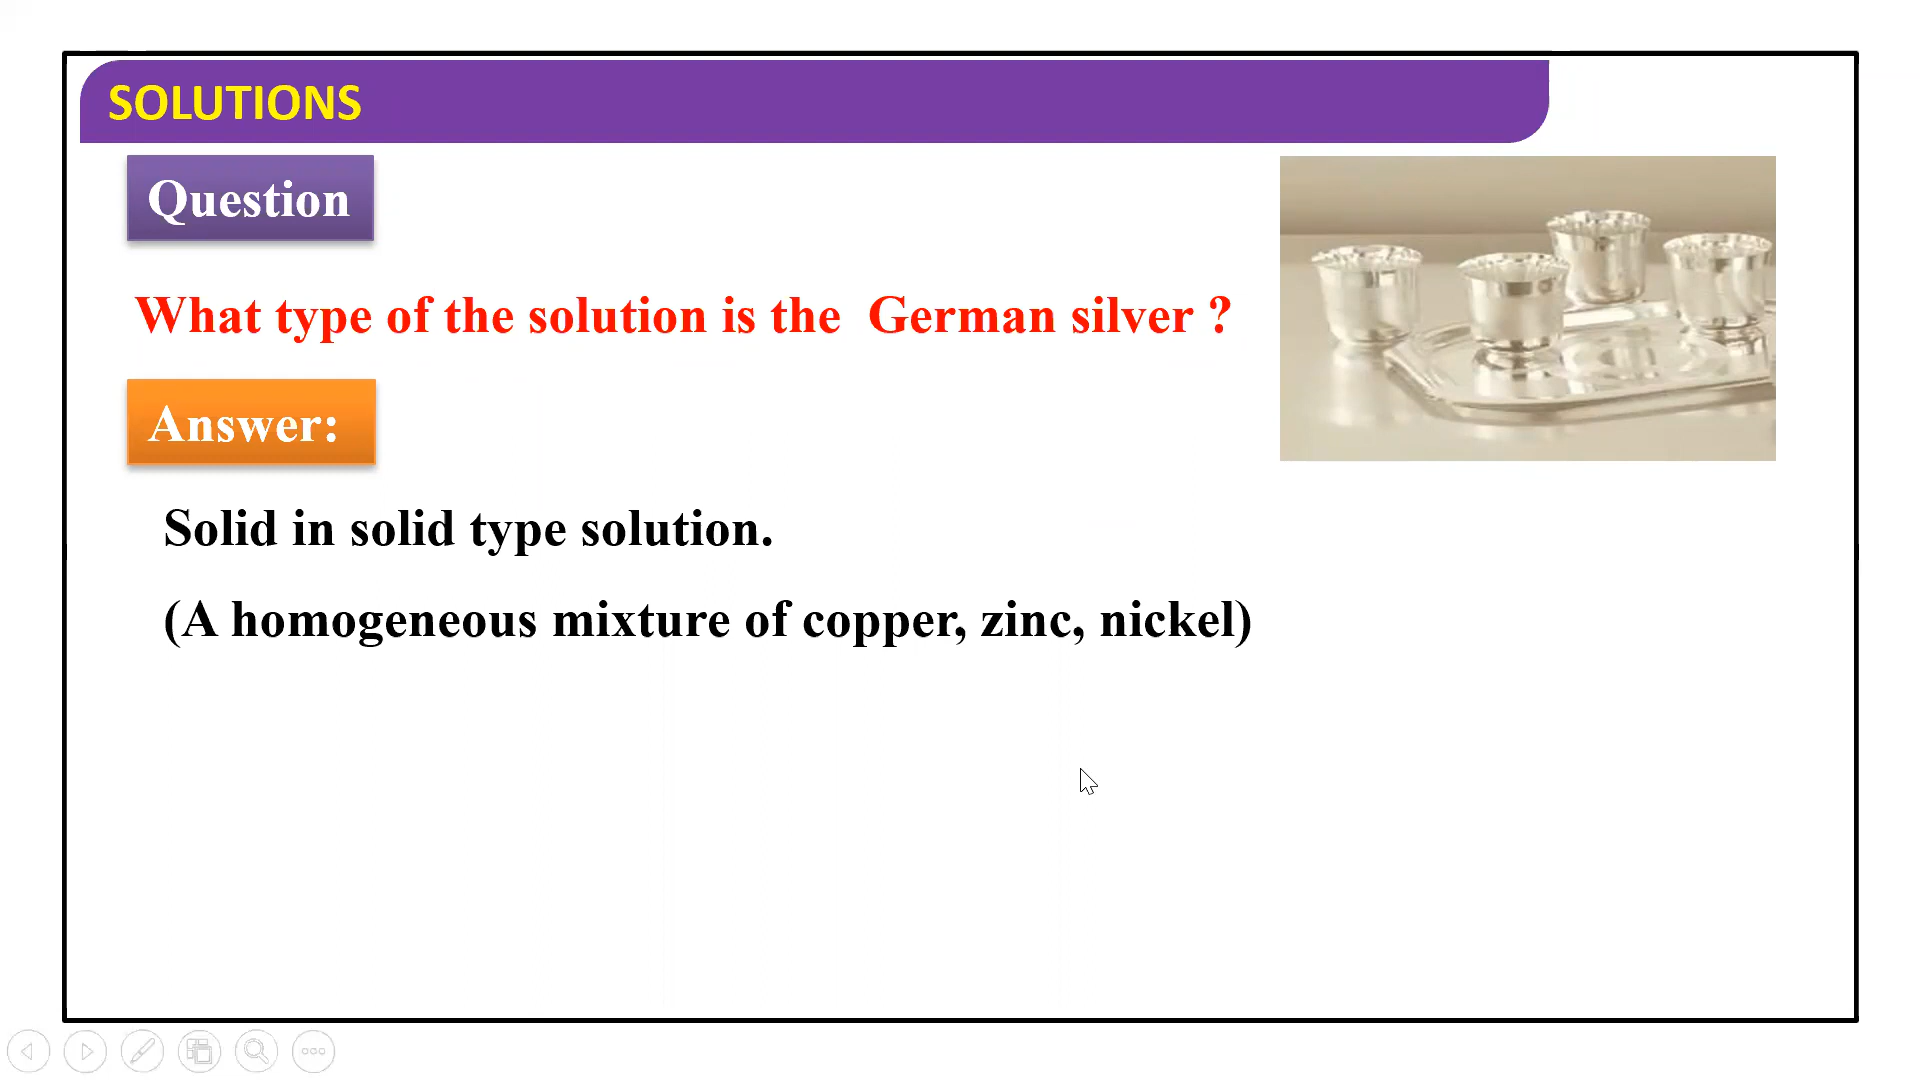 SOLUTIONS
Question
What type of the solution is the German silver ?
Answer:
Solid in solid type solution.
(A homogeneous mixture of copper, zinc, nickel)